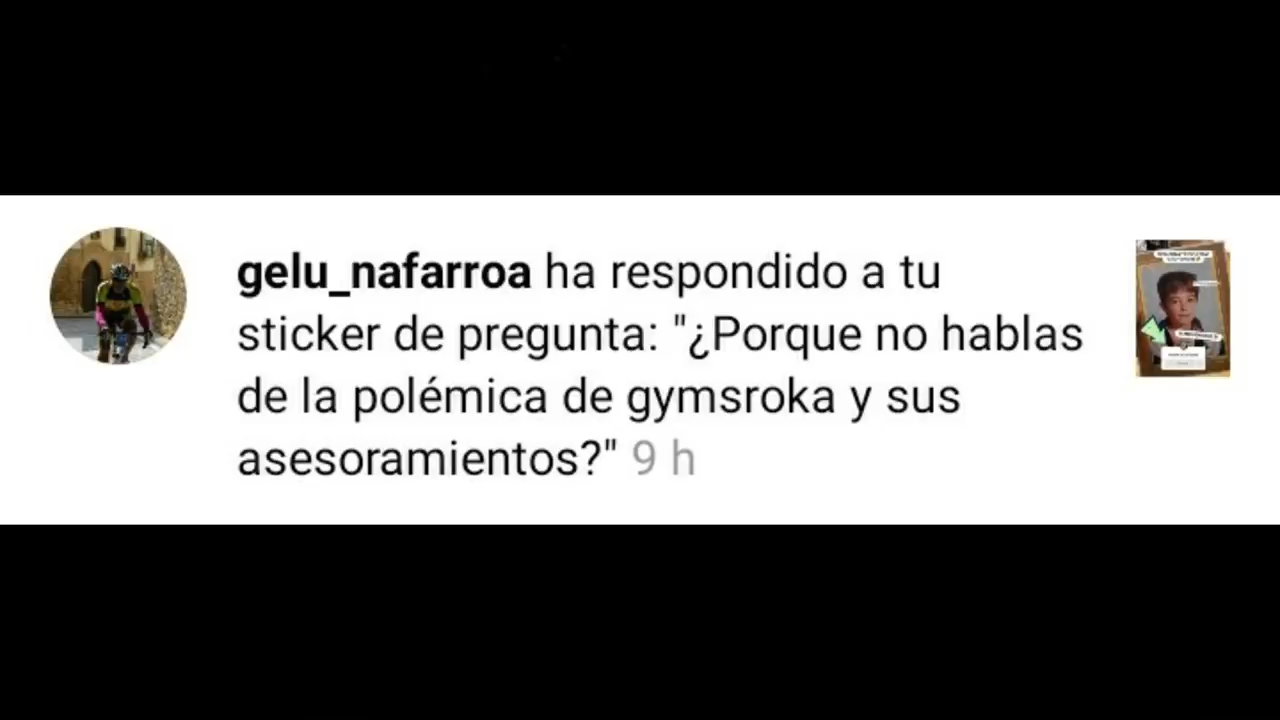 gelu_nafarroa ha respondido a tu
sticker de pregunta: "¿Porque no hablas
de la polémica de gymsroka y sus
asesoramientos?" 9 h